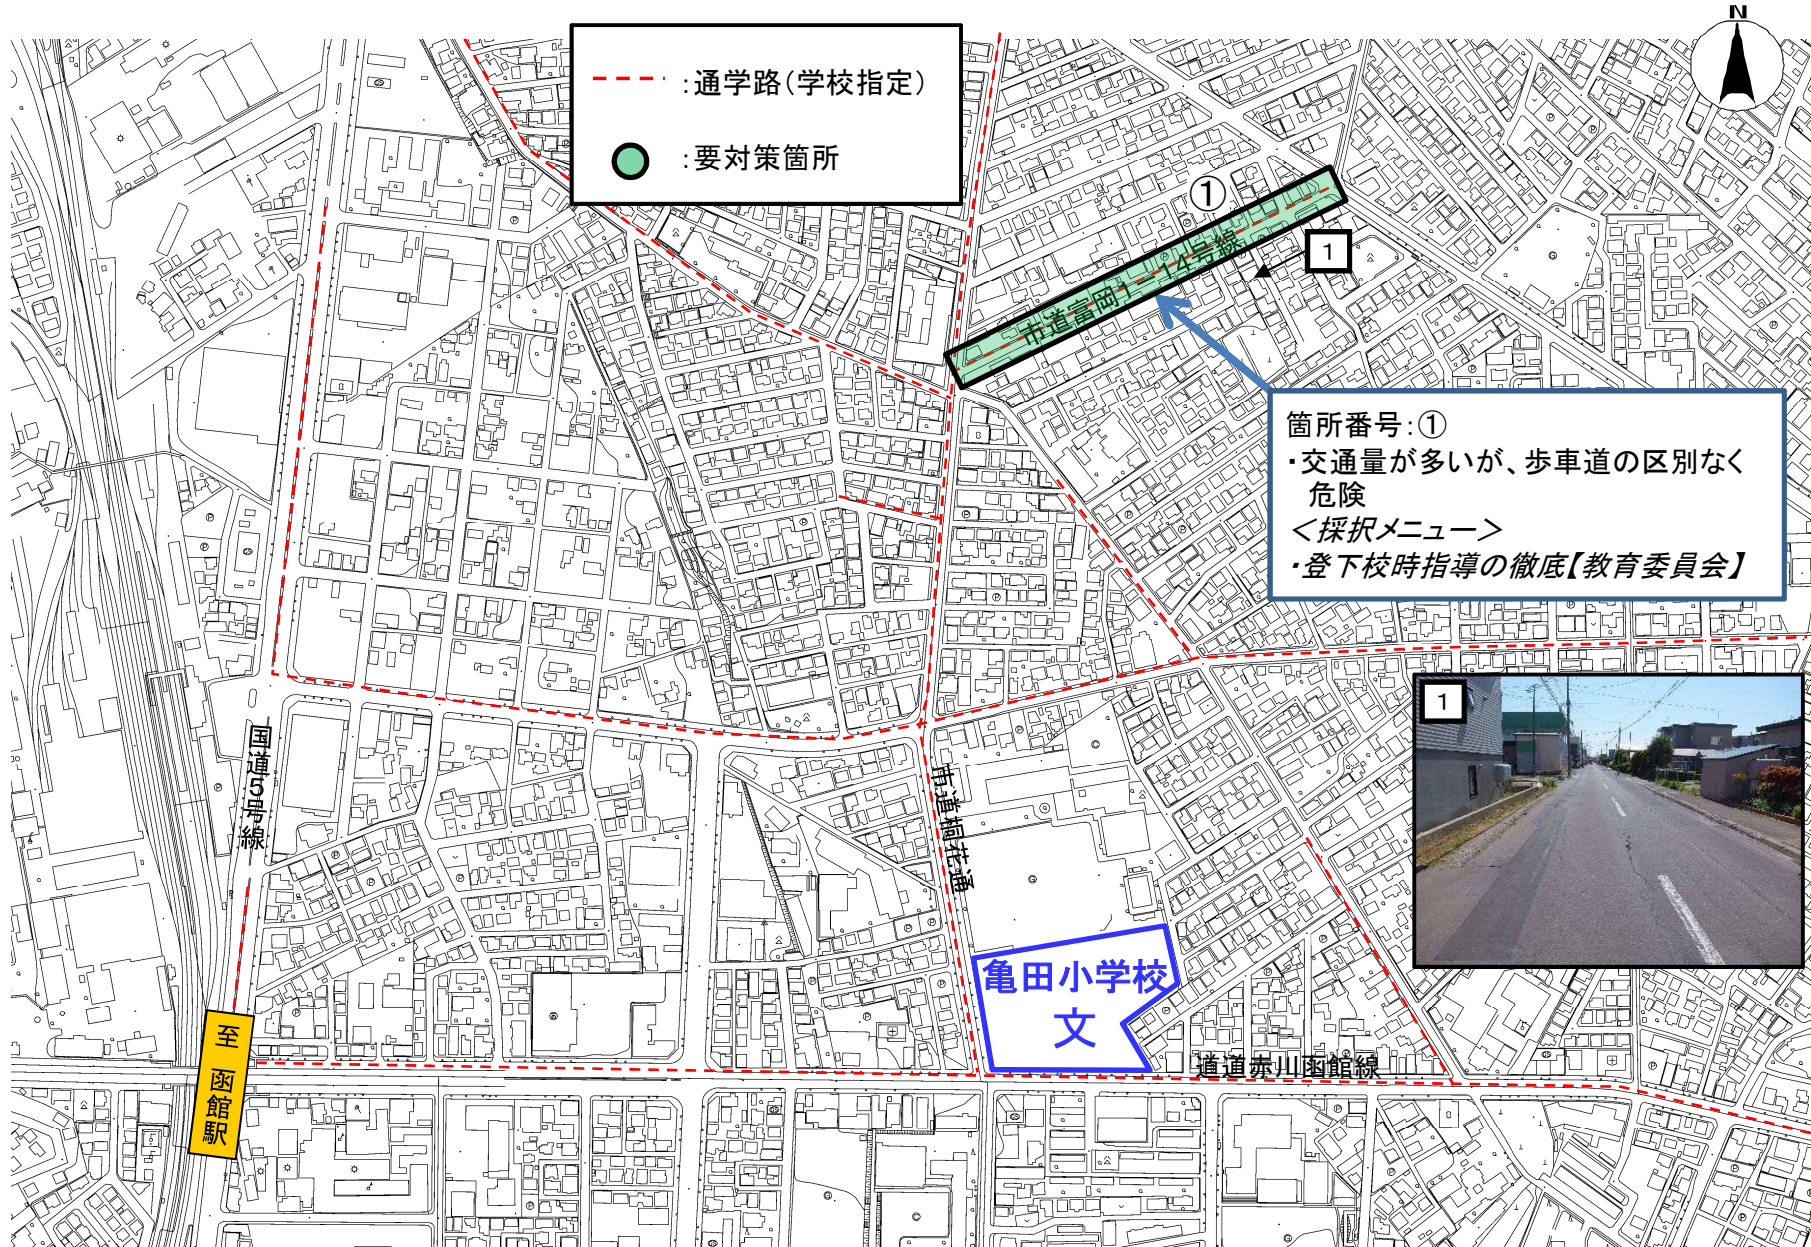 N
:通学路(学校指定)
:要対策箇所
①
1
市道富岡1-14号線
箇所番号:①
・交通量が多いが、歩車道の区別なく
危険
<採択メニュー>
・登下校時指導の徹底【教育委員会】
1
国道5号線
市道桐花通
亀田小学校
文
道道赤川函館線
至 函館駅